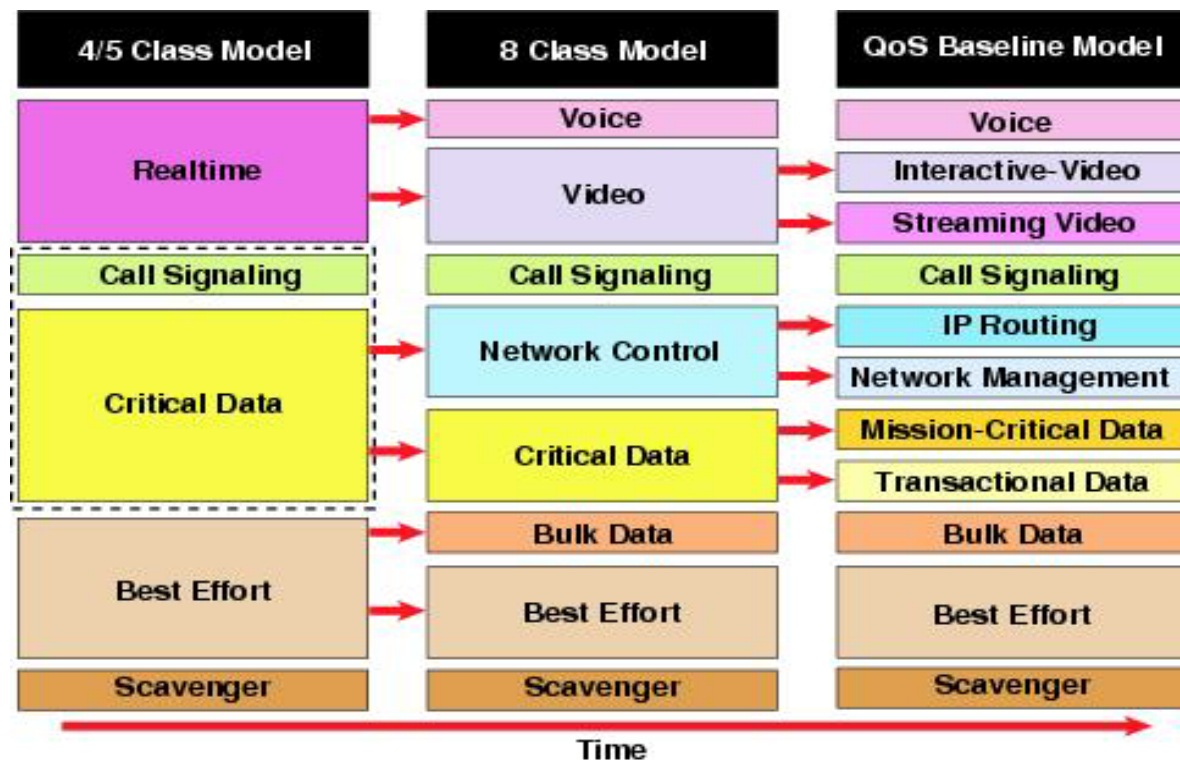 4/5 Class Model
8 Class Model
QoS Baseline Model
Realtime
Voice
Voice
Video
Interactive-Video
Streaming Video
Call Signaling
Call Signaling
Call Signaling
Critical Data
Network Control
IP Routing
Network Management
Critical Data
Mission-Critical Data
Transactional Data
Best Effort
Bulk Data
Bulk Data
Best Effort
Best Effort
Scavenger
Scavenger
Scavenger
Time